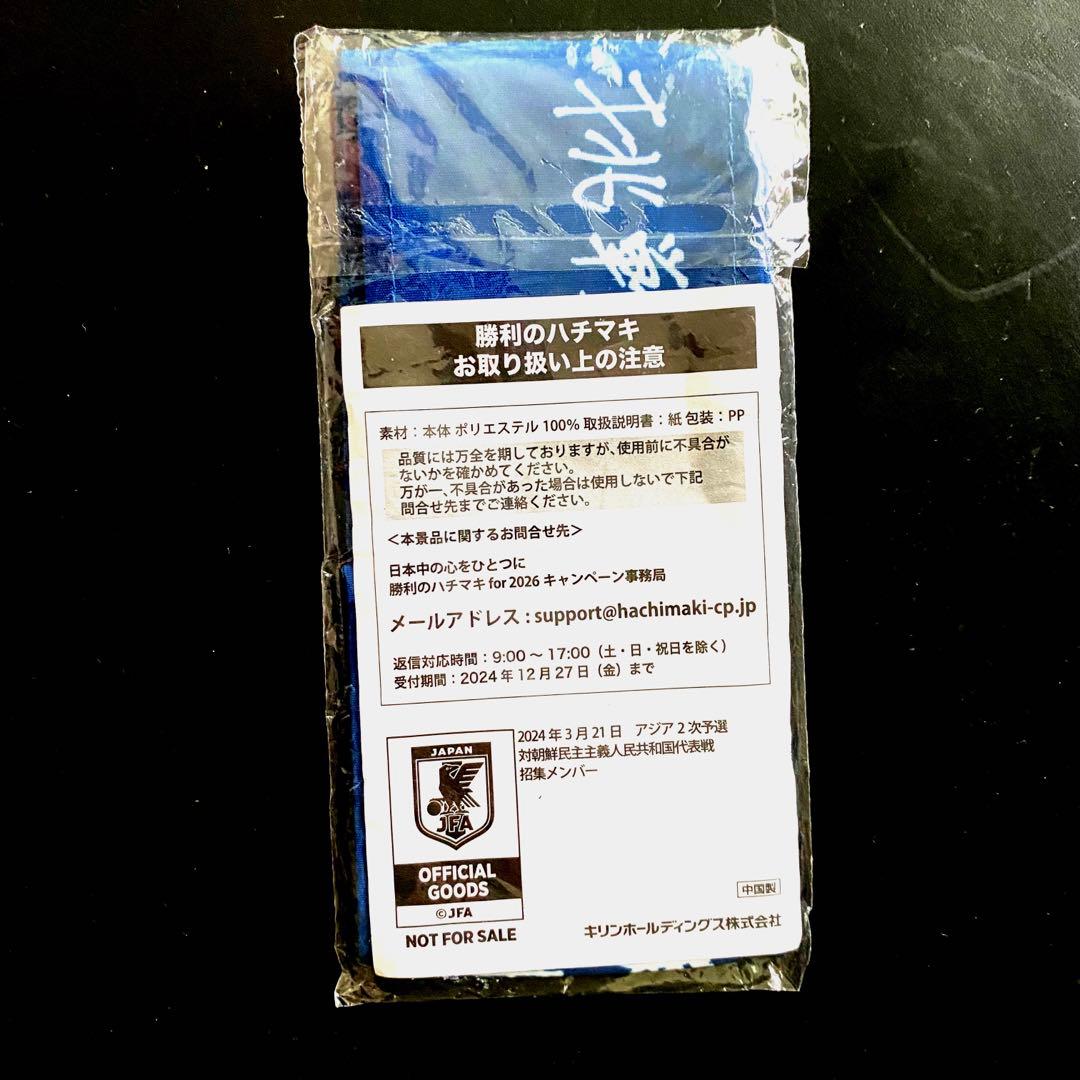 勝利のハチマキ
お取り扱い上の注意
素材：本体 ポリエステル 100% 取扱説明書：紙 包装：PP
品質には万全を期しておりますが、使用前に不具合が
ないかを確かめてください。
万が一、不具合があった場合は使用しないで下記
問合せ先までご連絡ください。
＜本景品に関するお問合せ先＞
日本中の心をひとつに
勝利のハチマキ for 2026 キャンペーン事務局
メールアドレス : support@hachimaki-cp.jp
返信対応時間：9:00 〜 17:00（土・日・祝日を除く）
受付期間：2024 年 12 月 27 日（金）まで
2024 年 3 月 21 日　アジア 2 次予選
対朝鮮民主主義人民共和国代表戦
招集メンバー
JAPAN
JFA
OFFICIAL
GOODS
©JFA
NOT FOR SALE
中国製
キリンホールディングス株式会社